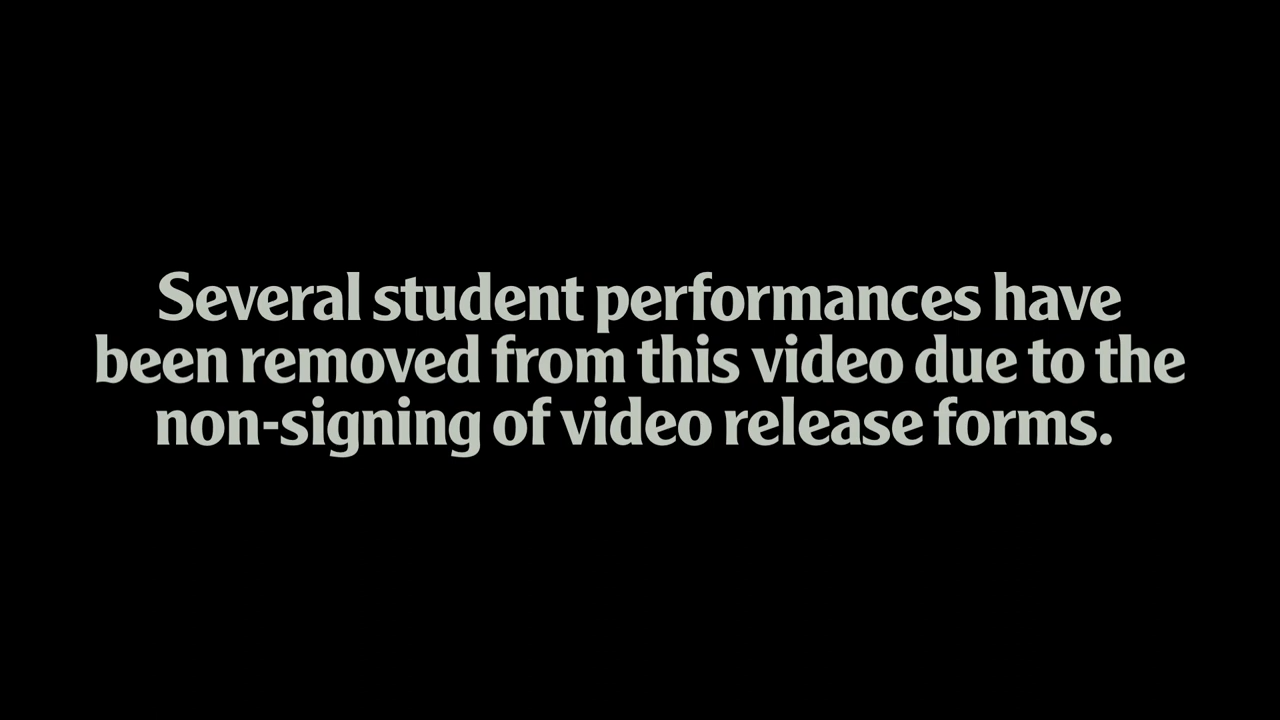 Several student performances have
been removed from this video due to the
non-signing of video release forms.